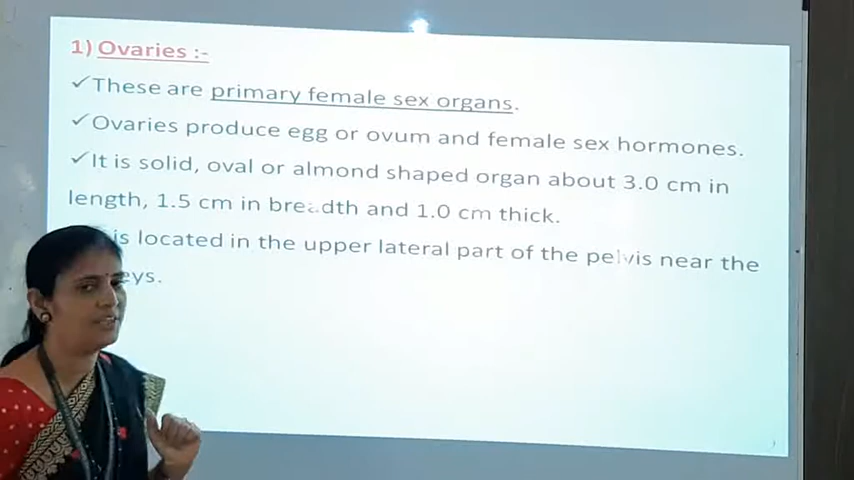 1) Ovaries :-
✓These are primary female sex organs.
✓Ovaries produce egg or ovum and female sex hormones.
✓It is solid, oval or almond shaped organ about 3.0 cm in
length, 1.5 cm in breadth and 1.0 cm thick.
is located in the upper lateral part of the pelvis near the
eys.